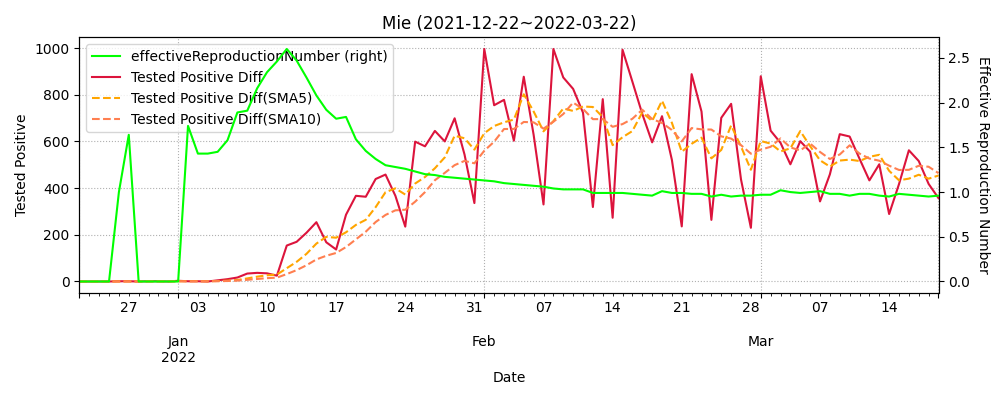 Mie (2021-12-22~2022-03-22)
effectiveReproductionNumber (right)
Tested Positive Diff
Tested Positive Diff(SMA5)
Tested Positive Diff(SMA10)
Tested Positive
1000
800
600
400
200
0
Effective Reproduction Number
2.5
2.0
1.5
1.0
0.5
0.0
27 03 10 17 24 31 07 14 21 28 07 14
Jan Feb Mar
2022
Date